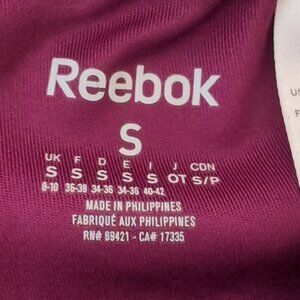 Reebok
S
UK F D E I J CDN
S S S S S OT S/P
8-10 36-38 34-36 34-36 40-42
MADE IN PHILIPPINES
FABRIQUÉ AUX PHILIPPINES
RN# 69421 - CA# 17335